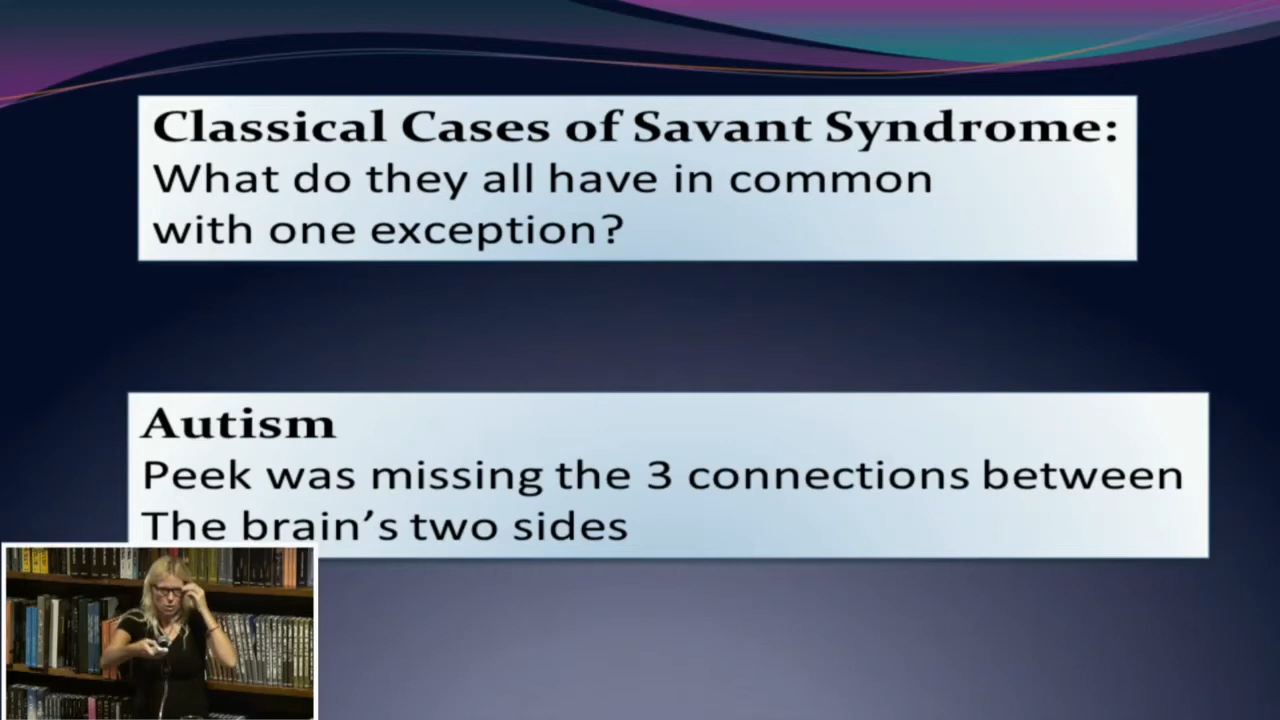 Classical Cases of Savant Syndrome:
What do they all have in common
with one exception?
Autism
Peek was missing the 3 connections between
The brain’s two sides